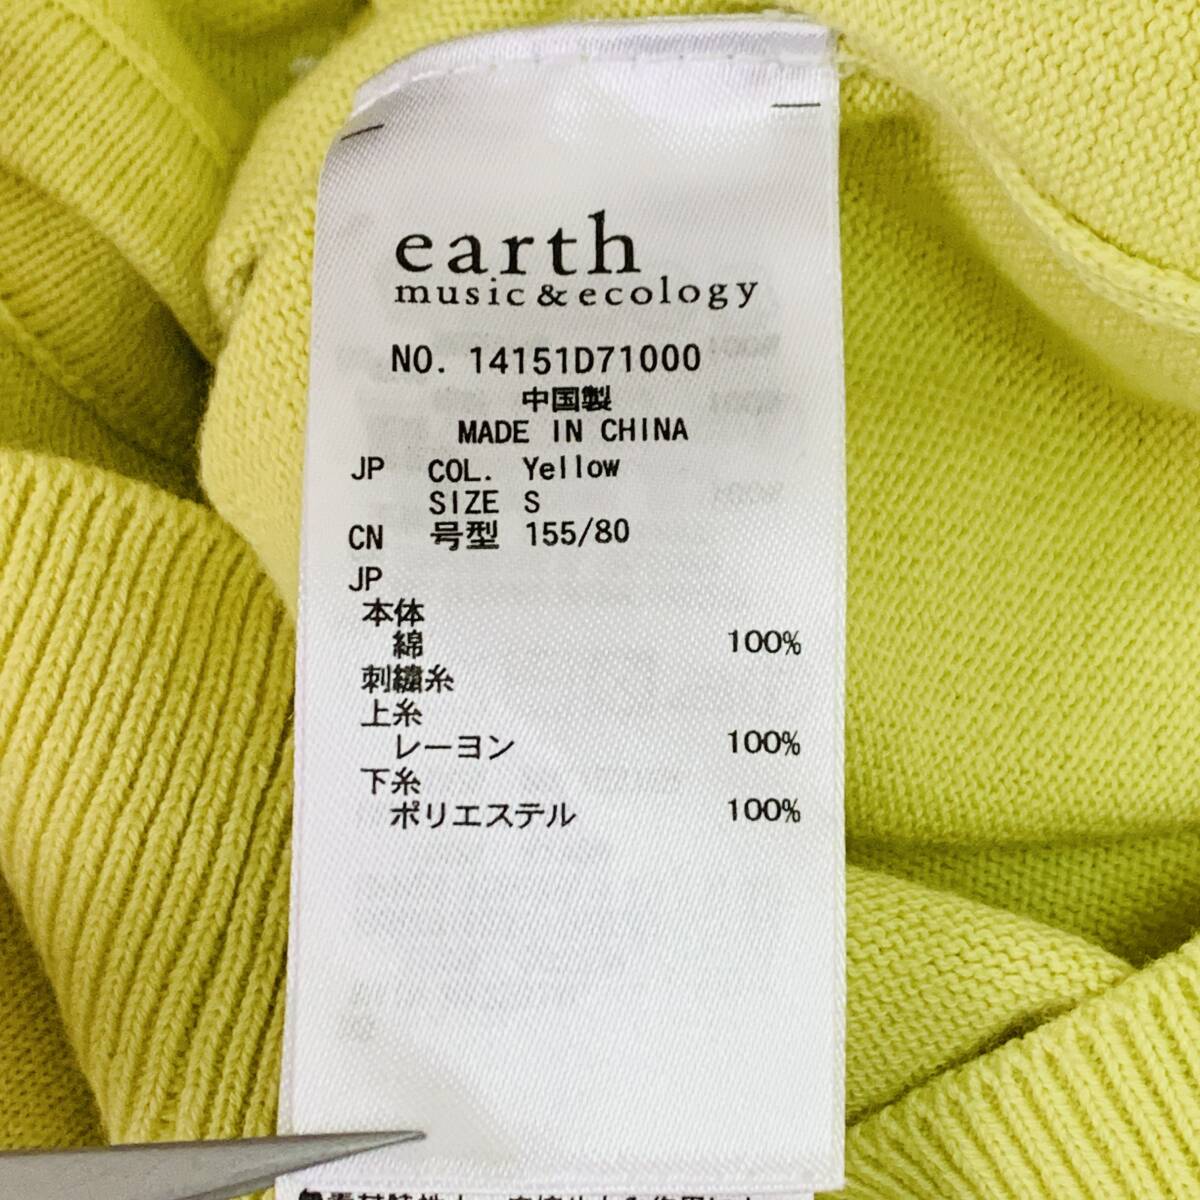 earth
music & ecology
NO. 14151D71000
中国製
MADE IN CHINA
JP COL. Yellow
SIZE S
CN 号型 155/80
JP
本体
綿 100%
刺繍糸
上糸
レーヨン 100%
下糸
ポリエステル 100%